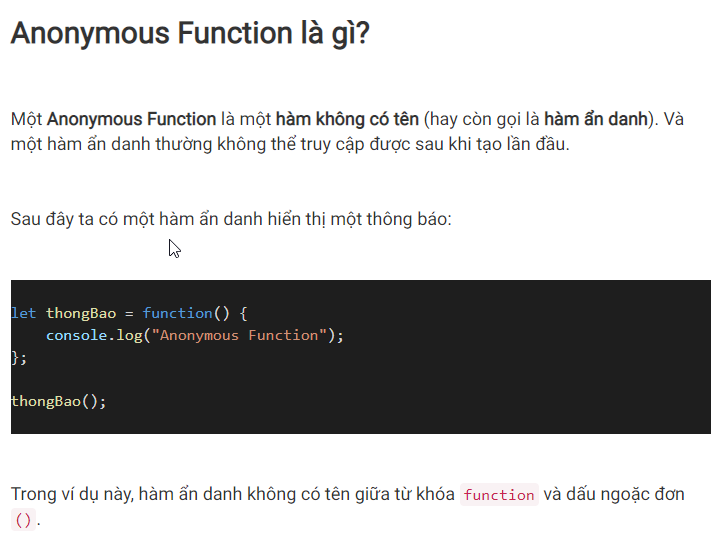 Anonymous Function là gì?
Một Anonymous Function là một hàm không có tên (hay còn gọi là hàm ẩn danh). Và
một hàm ẩn danh thường không thể truy cập được sau khi tạo lần đầu.
Sau đây ta có một hàm ẩn danh hiển thị một thông báo:
let thongBao = function() {
    console.log("Anonymous Function");
};
thongBao();
Trong ví dụ này, hàm ẩn danh không có tên giữa từ khóa function và dấu ngoặc đơn
().